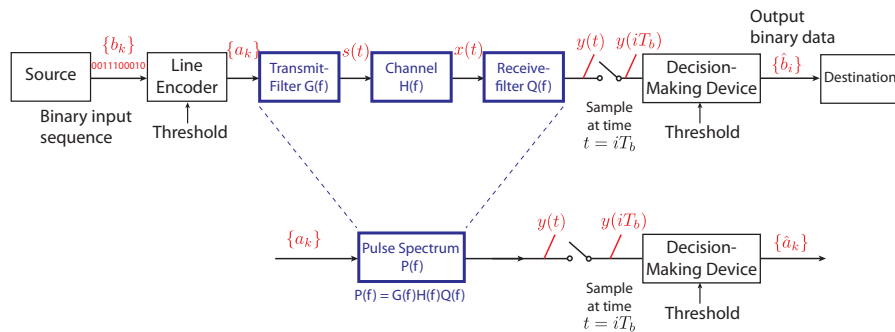 {b_k}
0011100010
Source
Binary input
sequence
Line
Encoder
Threshold
{a_k}
Transmit-
Filter G(f)
s(t)
Channel
H(f)
x(t)
Receive-
filter Q(f)
y(t)
y(iT_b)
Sample
at time
t = iT_b
Decision-
Making Device
Threshold
Output
binary data
{b̂_i}
Destination
{a_k}
Pulse Spectrum
P(f)
P(f) = G(f)H(f)Q(f)
y(t)
y(iT_b)
Sample
at time
t = iT_b
Decision-
Making Device
Threshold
{â_k}